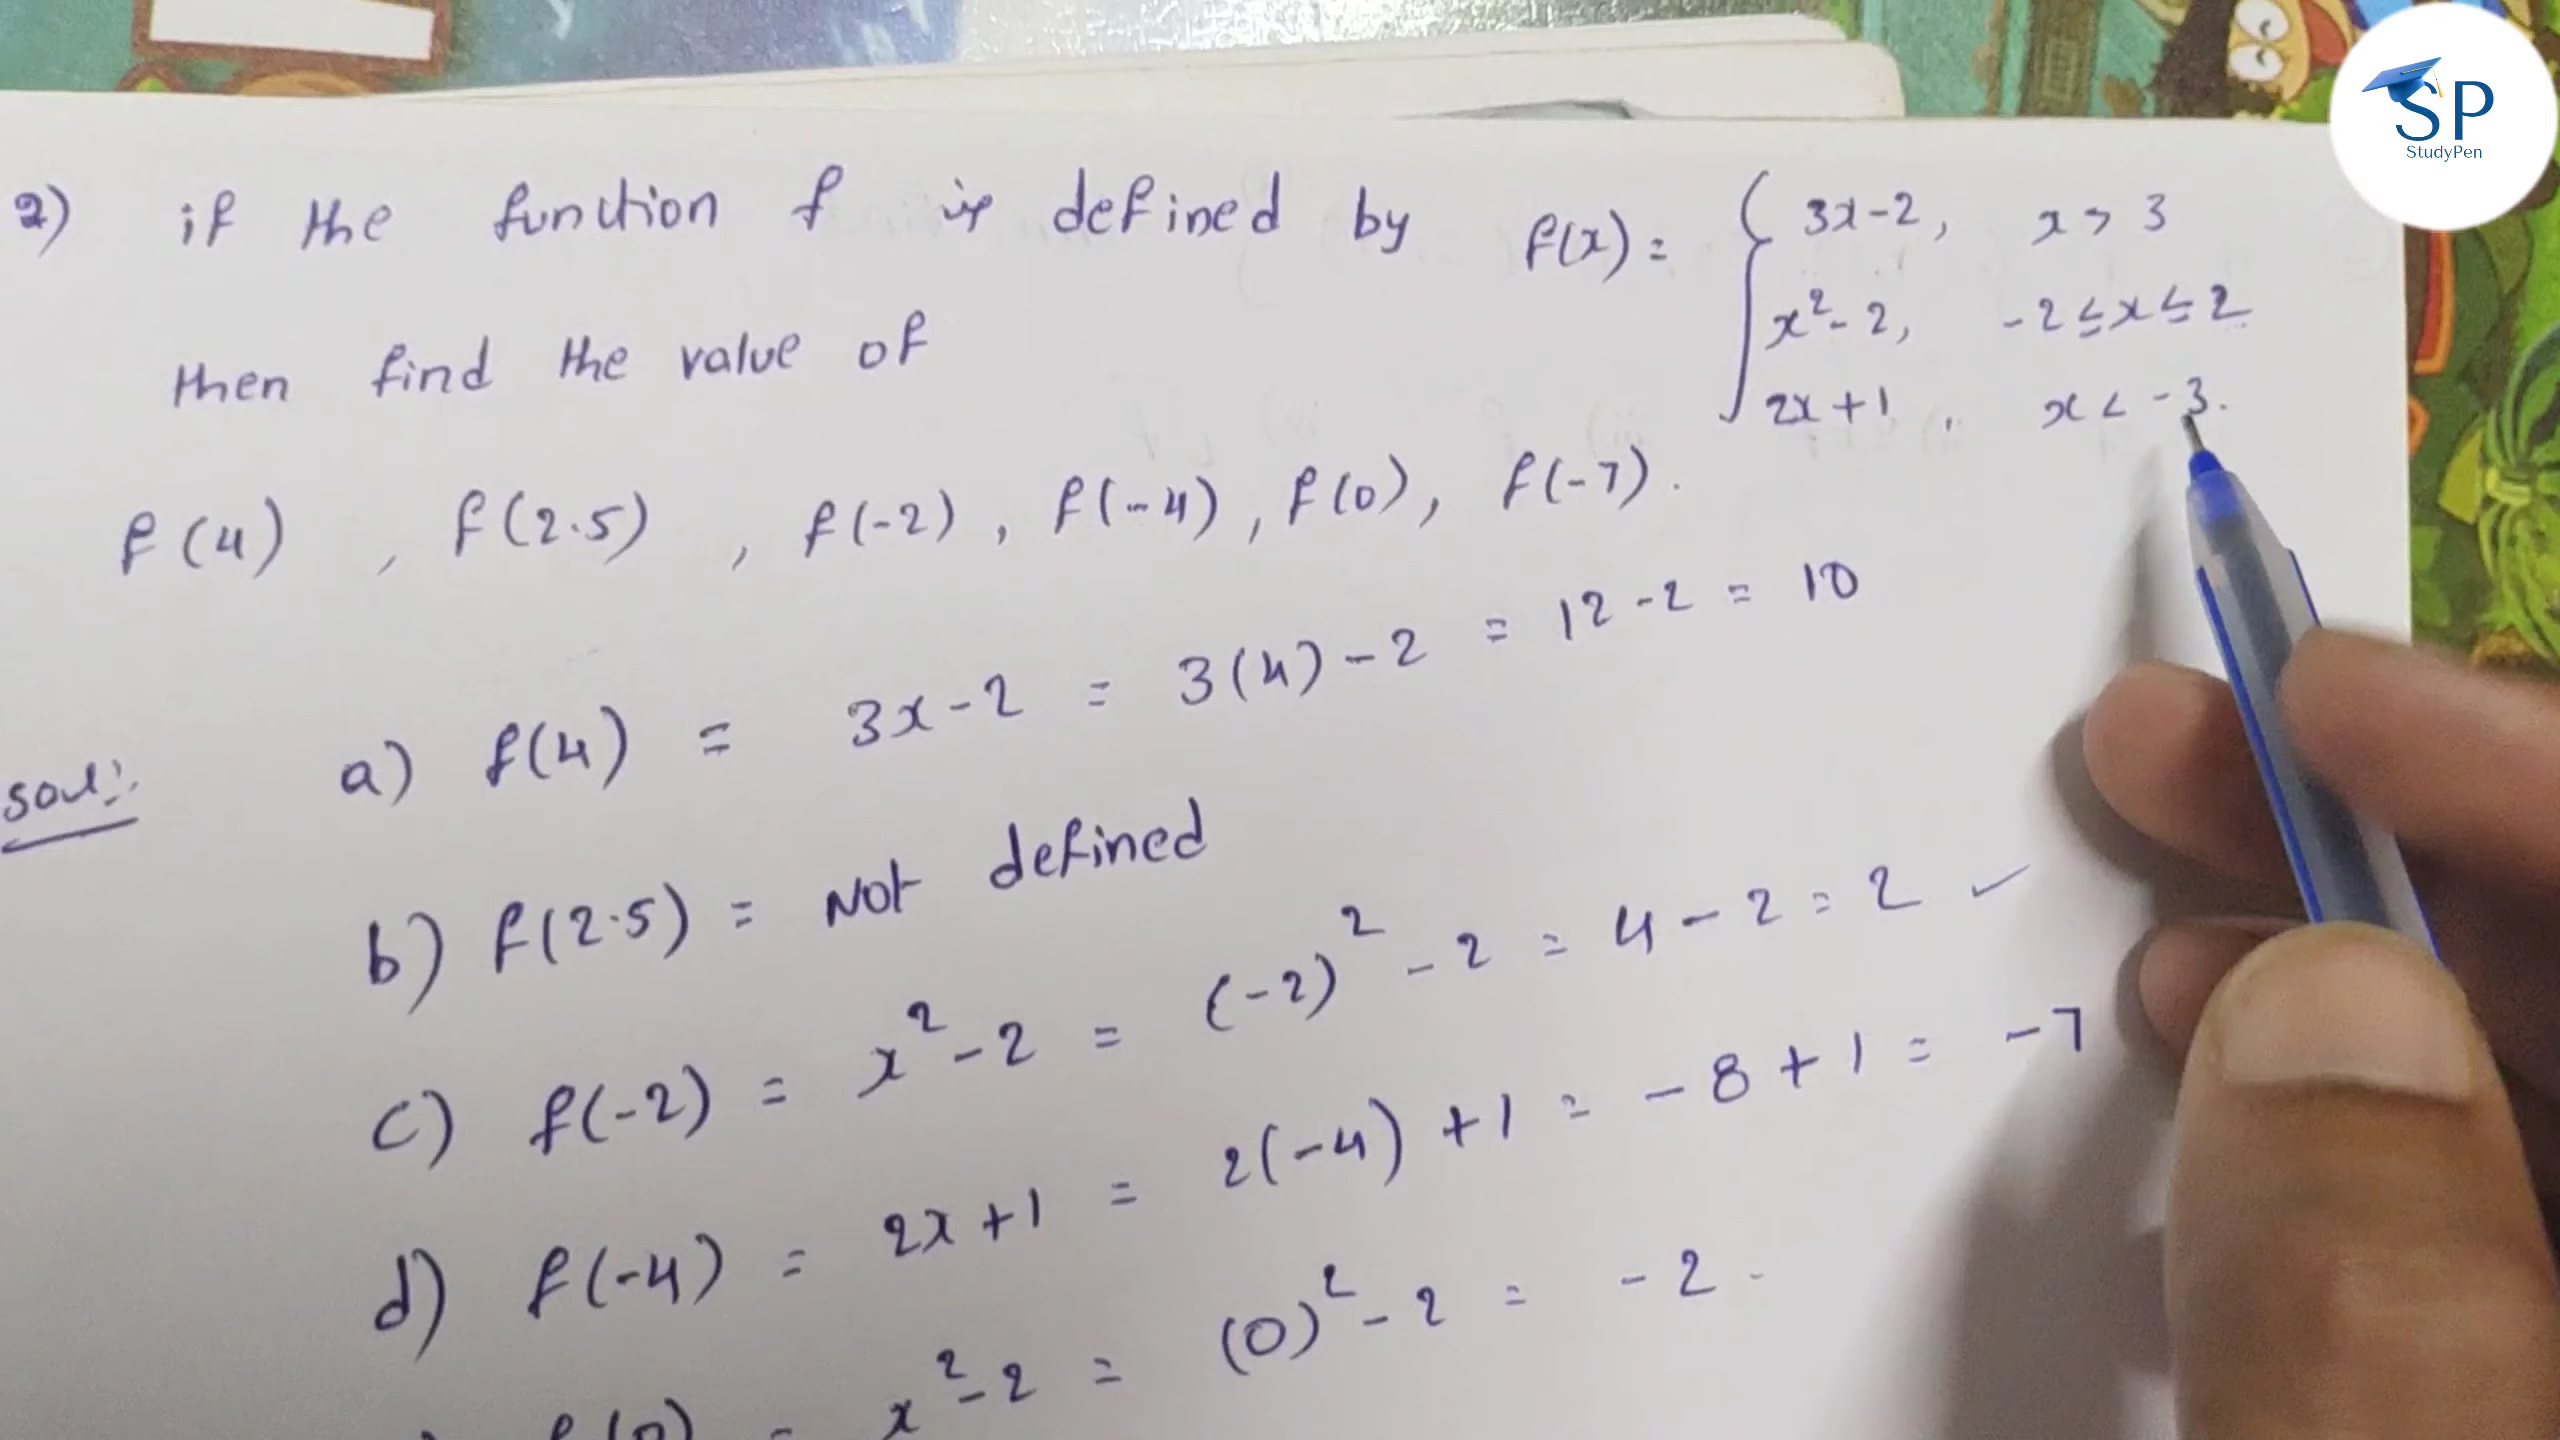 SP
StudyPen
2) if the function f is defined by f(x) = { 3x-2, x > 3
x²-2, -2 ≤ x ≤ 2
2x+1, x < -3.
then find the value of
f(4), f(2.5), f(-2), f(-4), f(0), f(-7).
Sol:
a) f(4) = 3x-2 = 3(4)-2 = 12-2 = 10
b) f(2.5) = Not defined
c) f(-2) = x²-2 = (-2)²-2 = 4-2 = 2 ✓
d) f(-4) = 2x+1 = 2(-4)+1 = -8+1 = -7
f(0) = x²-2 = (0)²-2 = -2.